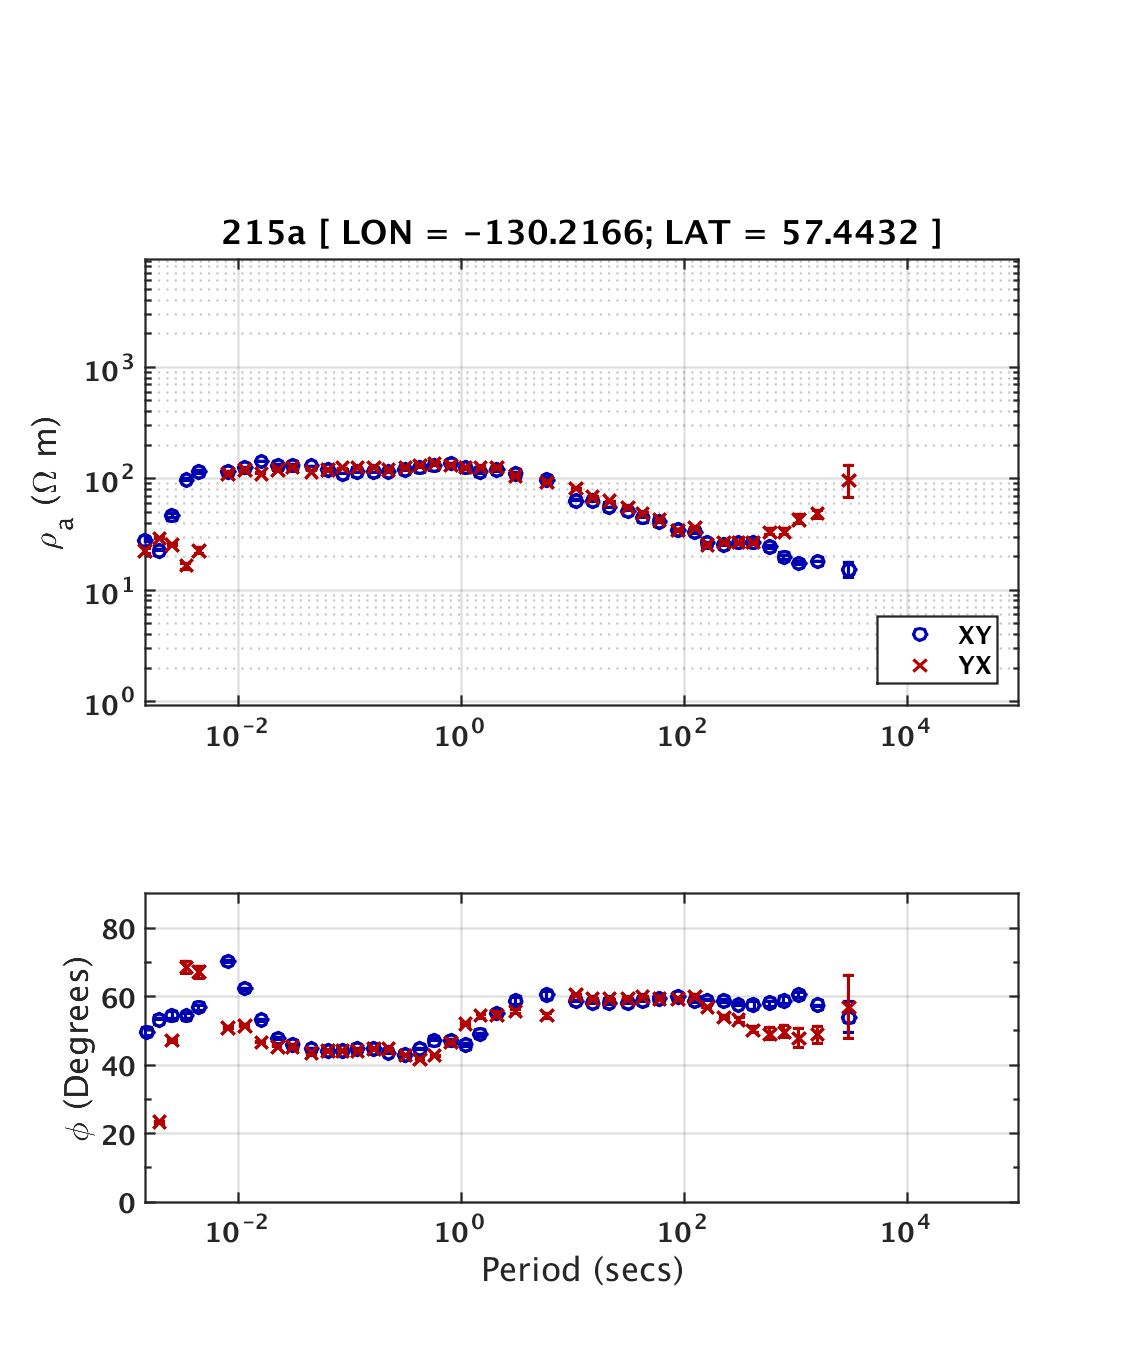 215a [ LON = -130.2166; LAT = 57.4432 ]
ρa (Ω m)
10^3
10^2
10^1
10^0
XY
YX
10^-2 10^0 10^2 10^4
ϕ (Degrees)
80
60
40
20
0
10^-2 10^0 10^2 10^4
Period (secs)